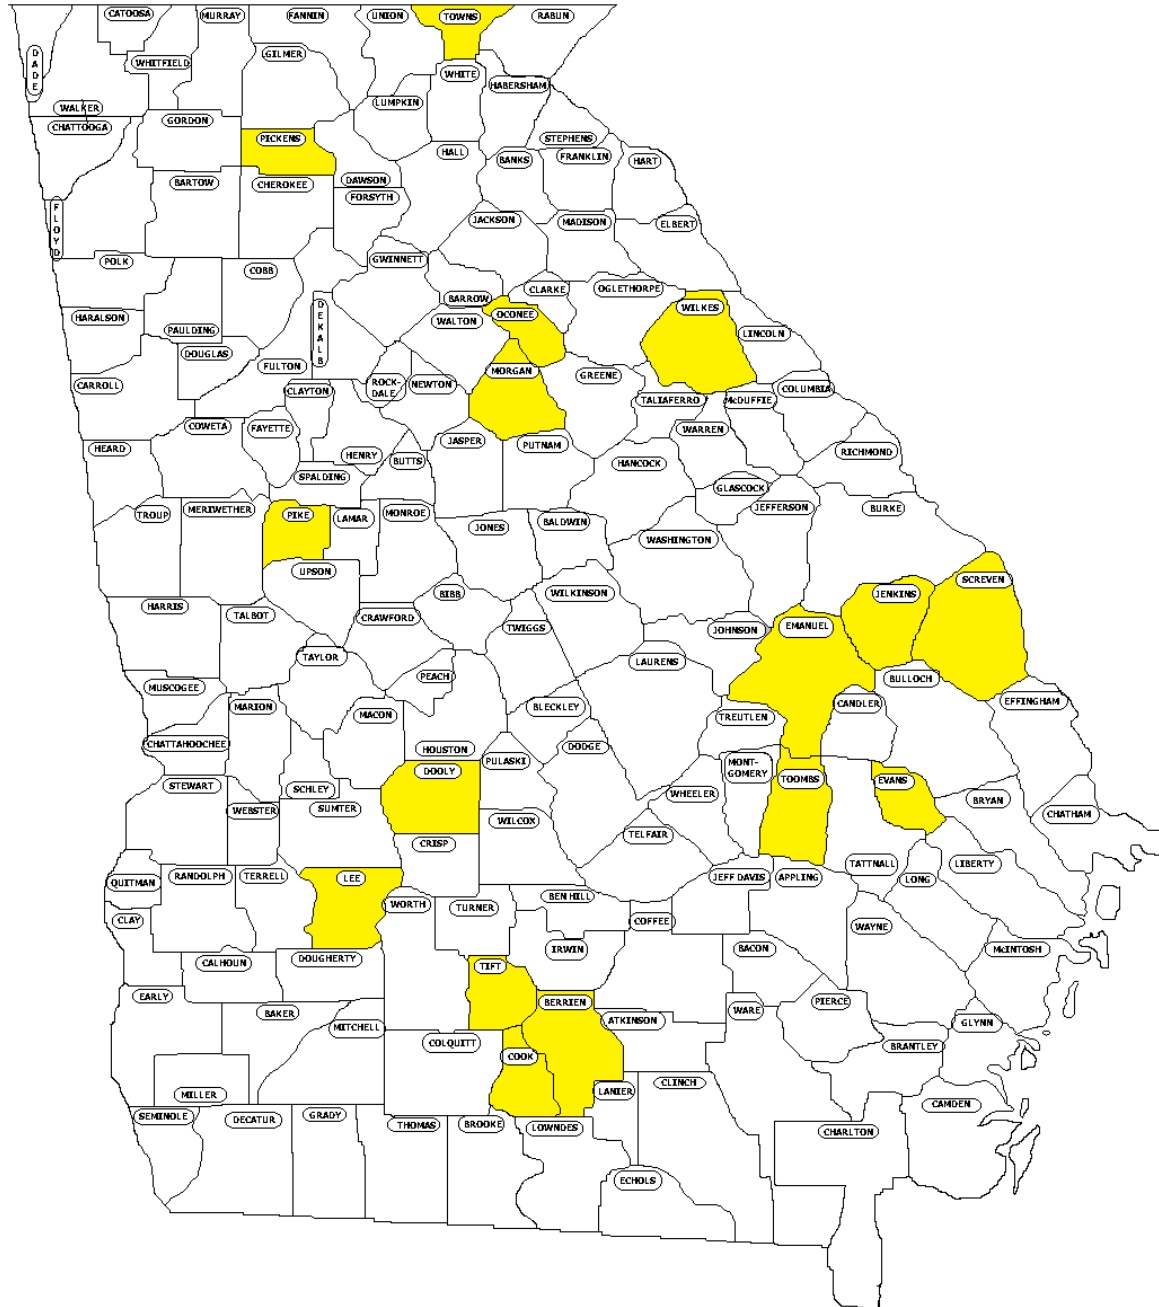 CATOOSA
MURRAY
FANNIN
UNION
TOWNS
RABUN
DADE
WHITFIELD
GILMER
WHITE
HABERSHAM
WALKER
CHATTOOGA
GORDON
LUMPKIN
PICKENS
HALL
STEPHENS
BANKS
FRANKLIN
HART
BARTOW
CHEROKEE
DAWSON
FORSYTH
FLOYD
JACKSON
MADISON
ELBERT
POLK
COBB
GWINNETT
BARROW
CLARKE
OGLETHORPE
HARALSON
PAULDING
DEKALB
WALTON
OCONEE
WILKES
LINCOLN
DOUGLAS
FULTON
CARROLL
CLAYTON
ROCK-
DALE
NEWTON
MORGAN
GREENE
TALIAFERRO
McDUFFIE
COLUMBIA
COWETA
FAYETTE
WARREN
HEARD
HENRY
BUTTS
JASPER
PUTNAM
HANCOCK
RICHMOND
SPALDING
GLASCOCK
TROUP
MERIWETHER
PIKE
LAMAR
MONROE
JONES
BALDWIN
WASHINGTON
JEFFERSON
BURKE
UPSON
SCREVEN
HARRIS
TALBOT
CRAWFORD
BIBB
WILKINSON
JENKINS
TWIGGS
JOHNSON
EMANUEL
TAYLOR
LAURENS
MUSCOGEE
PEACH
BULLOCH
MARION
MACON
BLECKLEY
TREUTLEN
CANDLER
EFFINGHAM
CHATTAHOOCHEE
HOUSTON
PULASKI
DODGE
STEWART
SCHLEY
DOOLY
MONT-
GOMERY
TOOMBS
EVANS
WEBSTER
SUMTER
WHEELER
BRYAN
CHATHAM
WILCOX
TELFAIR
CRISP
QUITMAN
RANDOLPH
TERRELL
LEE
JEFF DAVIS
APPLING
TATTNALL
LONG
LIBERTY
CLAY
WORTH
TURNER
BEN HILL
COFFEE
WAYNE
CALHOUN
DOUGHERTY
IRWIN
BACON
McINTOSH
TIFT
EARLY
BAKER
MITCHELL
BERRIEN
ATKINSON
WARE
PIERCE
GLYNN
COLQUITT
COOK
BRANTLEY
MILLER
LANIER
CLINCH
CAMDEN
SEMINOLE
DECATUR
GRADY
THOMAS
BROOKE
LOWNDES
CHARLTON
ECHOLS